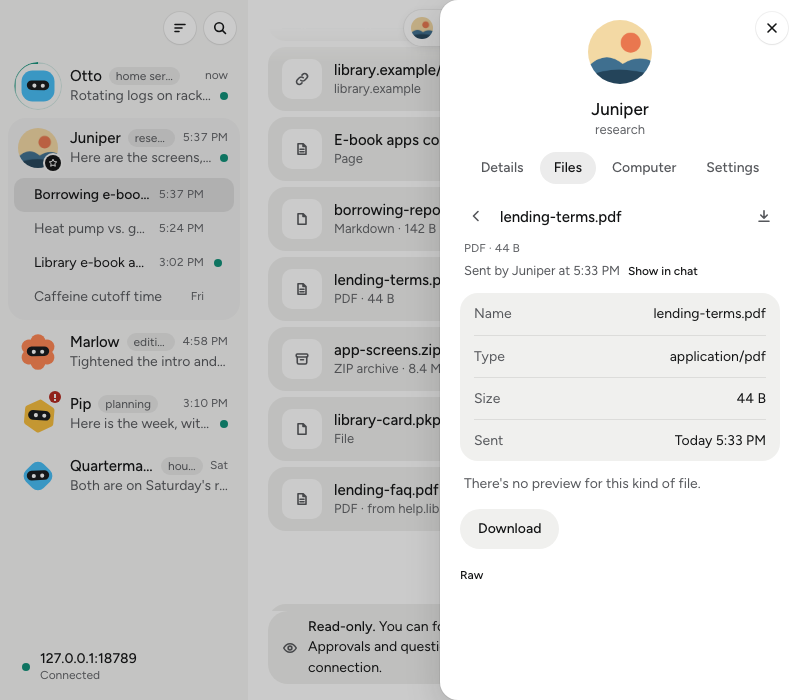 Otto home ser... now
Rotating logs on rack...
Juniper rese... 5:37 PM
Here are the screens,...
Borrowing e-boo... 5:37 PM
Heat pump vs. g... 5:24 PM
Library e-book a... 3:02 PM
Caffeine cutoff time Fri
Marlow editi... 4:58 PM
Tightened the intro and...
Pip planning 3:10 PM
Here is the week, wit...
Quarterma... hou... Sat
Both are on Saturday's r...
127.0.0.1:18789
Connected
library.example/
library.example
E-book apps co
Page
borrowing-repo
Markdown · 142 B
lending-terms.p
PDF · 44 B
app-screens.zip
ZIP archive · 8.4 M
library-card.pkp
File
lending-faq.pdf
PDF · from help.lib
Read-only. You can fo
Approvals and questi
connection.
Juniper
research
Details Files Computer Settings
lending-terms.pdf
PDF · 44 B
Sent by Juniper at 5:33 PM Show in chat
Name lending-terms.pdf
Type application/pdf
Size 44 B
Sent Today 5:33 PM
There's no preview for this kind of file.
Download
Raw